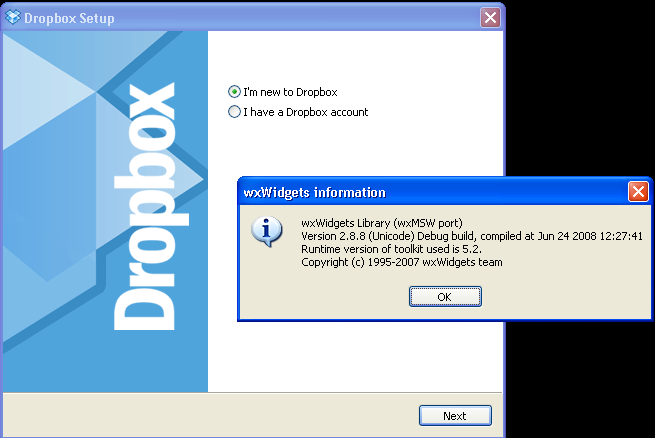 Dropbox Setup
Dropbox
I'm new to Dropbox
I have a Dropbox account
wxWidgets information
wxWidgets Library (wxMSW port)
Version 2.8.8 (Unicode) Debug build, compiled at Jun 24 2008 12:27:41
Runtime version of toolkit used is 5.2.
Copyright (c) 1995-2007 wxWidgets team
OK
Next